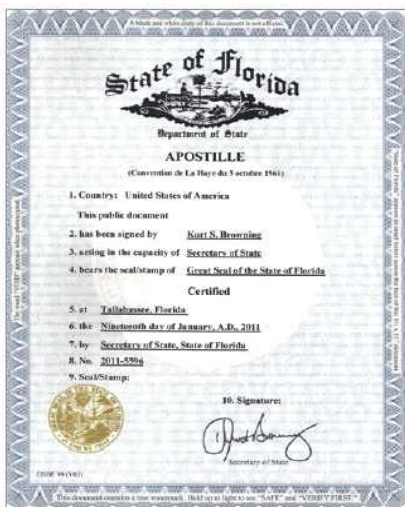 A black and white copy of this document is not official.
State of Florida
Department of State
APOSTILLE
(Convention de La Haye du 5 octobre 1961)
1. Country: United States of America
This public document
2. has been signed by Kurt S. Browning
3. acting in the capacity of Secretary of State
4. bears the seal/stamp of Great Seal of the State of Florida
Certified
5. at Tallahassee, Florida
6. the Nineteenth day of January, A.D., 2011
7. by Secretary of State, State of Florida
8. No. 2011-5596
9. Seal/Stamp:
10. Signature:
Secretary of State
This document contains a true watermark. Hold up to light to see "SAFE" and "VERIFY FIRST."